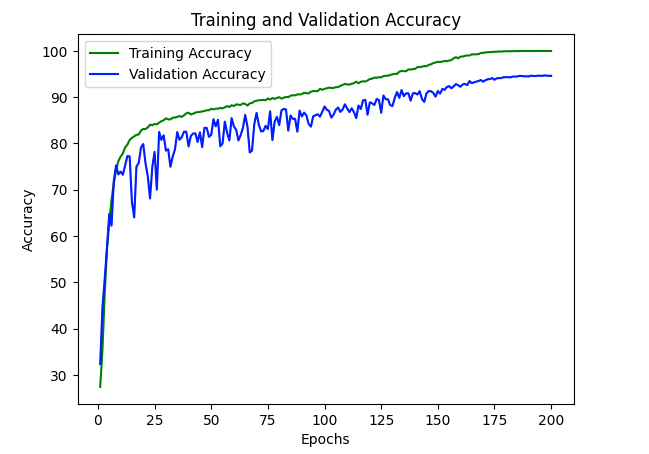 Training and Validation Accuracy
Training Accuracy
Validation Accuracy
100
90
80
70
60
50
40
30
Accuracy
0 25 50 75 100 125 150 175 200
Epochs